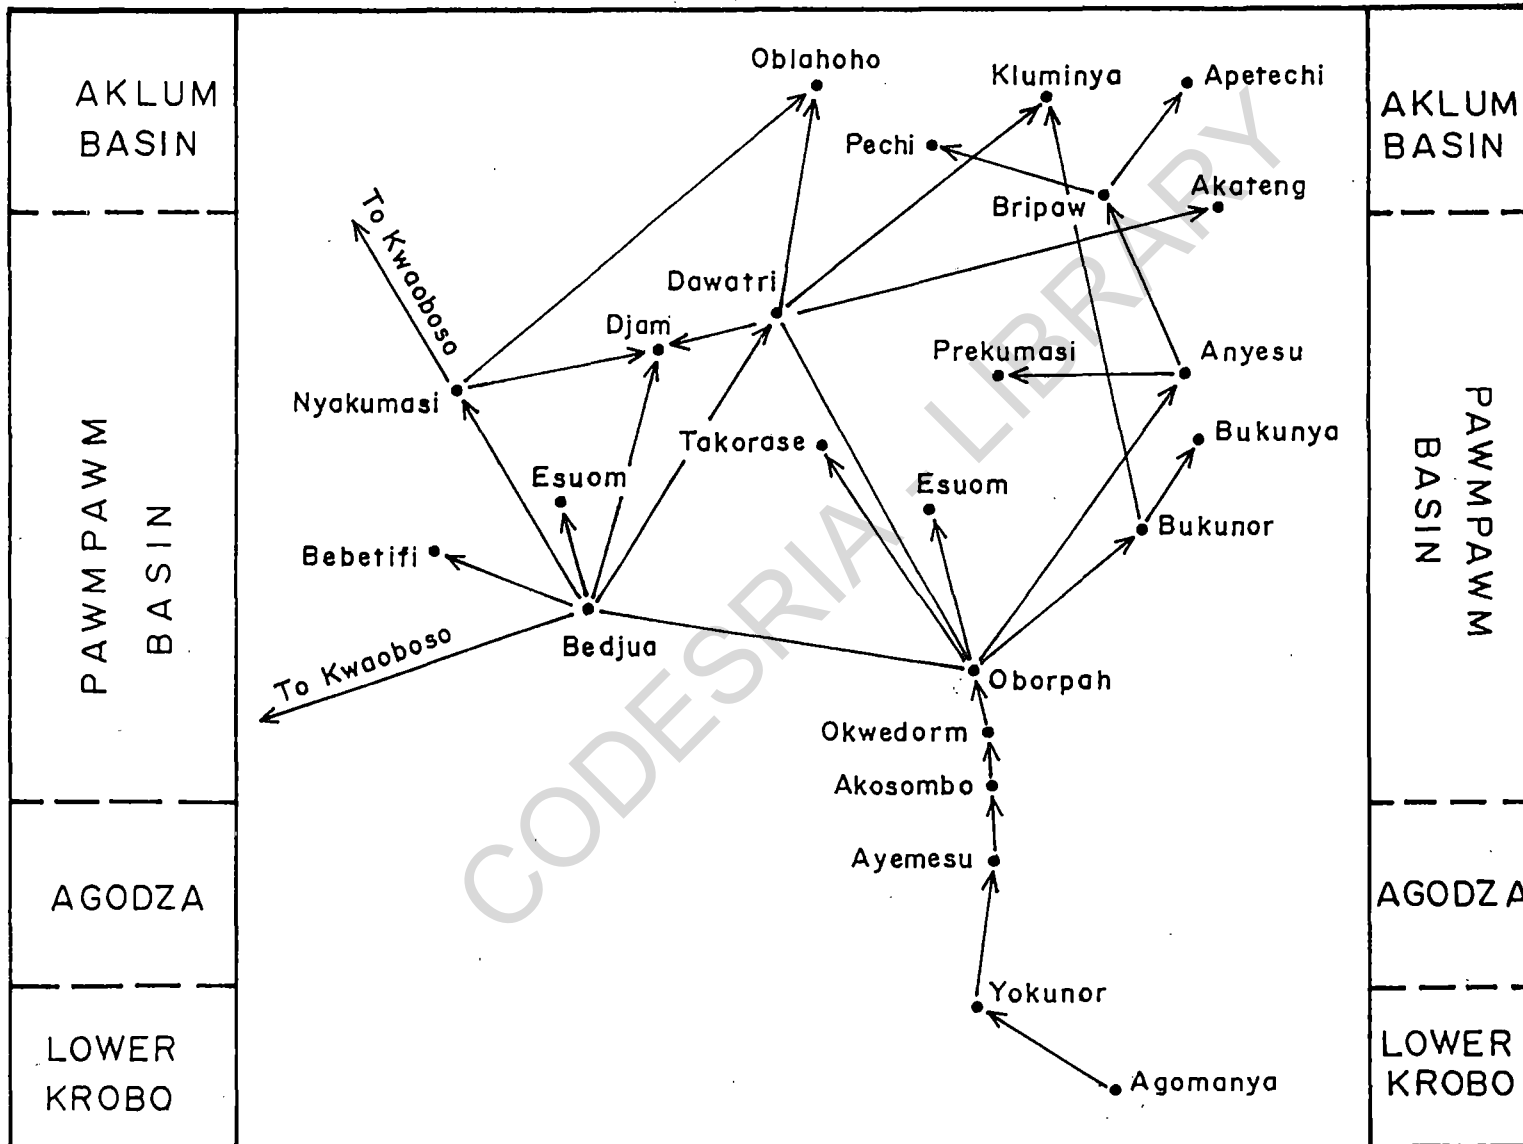 AKLUM
BASIN
PAWMPAWM
BASIN
AGODZA
LOWER
KROBO
Oblahoho
Kluminya
Apetechi
Pechi
Bripaw
Akateng
To Kwaoboso
Dawatri
Djam
Prekumasi
Anyesu
Nyakumasi
Takorase
Bukunya
Esuom
Esuom
Bukunor
Bebetifi
Bedjua
To Kwaoboso
Oborpah
Okwedorm
Akosombo
Ayemesu
Yokunor
Agomanya
AKLUM
BASIN
PAWMPAWM
BASIN
AGODZA
LOWER
KROBO
CODESRIA - LIBRARY